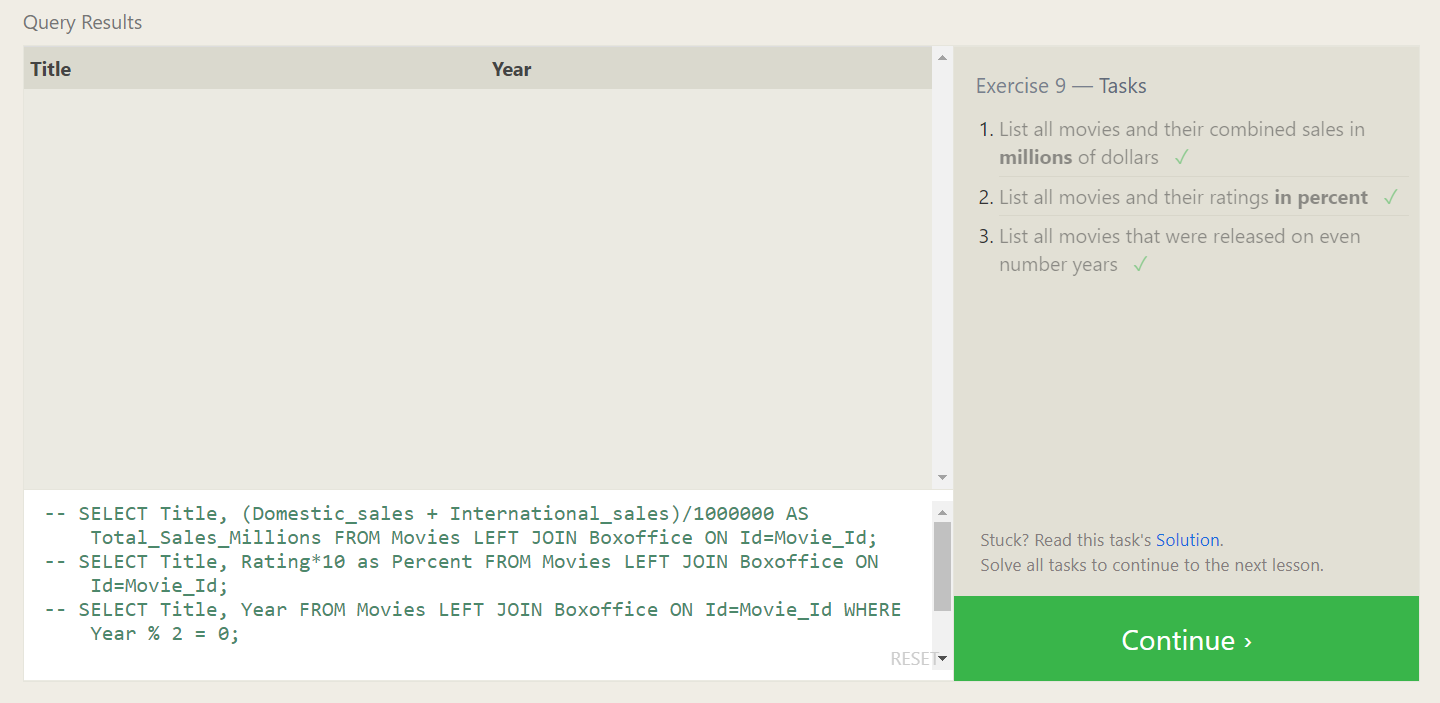 Query Results
Title Year
-- SELECT Title, (Domestic_sales + International_sales)/1000000 AS
Total_Sales_Millions FROM Movies LEFT JOIN Boxoffice ON Id=Movie_Id;
-- SELECT Title, Rating*10 as Percent FROM Movies LEFT JOIN Boxoffice ON
Id=Movie_Id;
-- SELECT Title, Year FROM Movies LEFT JOIN Boxoffice ON Id=Movie_Id WHERE
Year % 2 = 0;
RESET
Exercise 9 — Tasks
1. List all movies and their combined sales in
millions of dollars ✓
2. List all movies and their ratings in percent ✓
3. List all movies that were released on even
number years ✓
Stuck? Read this task's Solution.
Solve all tasks to continue to the next lesson.
Continue ›